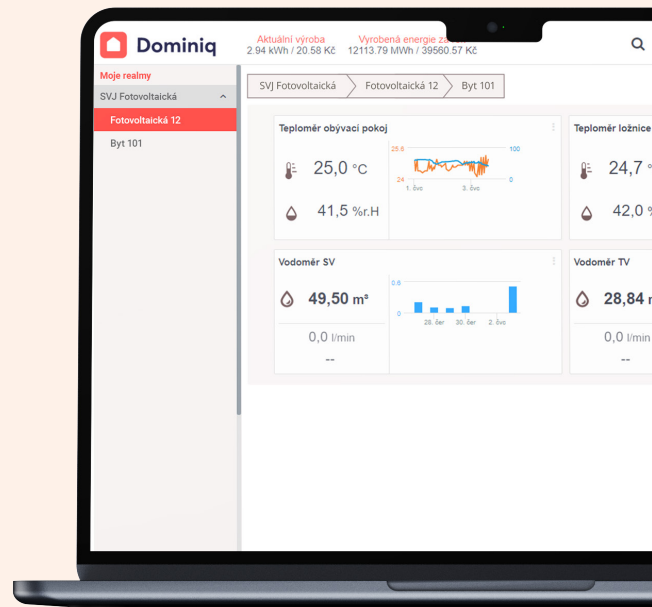 Dominiq
Aktuální výroba
2.94 kWh / 20.58 Kč
Vyrobená energie za
12113.79 MWh / 39560.57 Kč
Moje realmy
SVJ Fotovoltaická
Fotovoltaická 12
Byt 101
SVJ Fotovoltaická
Fotovoltaická 12
Byt 101
Teploměr obývací pokoj
25,0 °C
41,5 %r.H
25.6
24
100
0
1. čvc
3. čvc
Teploměr ložnice
24,7 °
42,0 %
Vodoměr SV
49,50 m³
0,0 l/min
--
0.6
0
28. čer
30. čer
2. čvc
Vodoměr TV
28,84 m
0,0 l/min
--